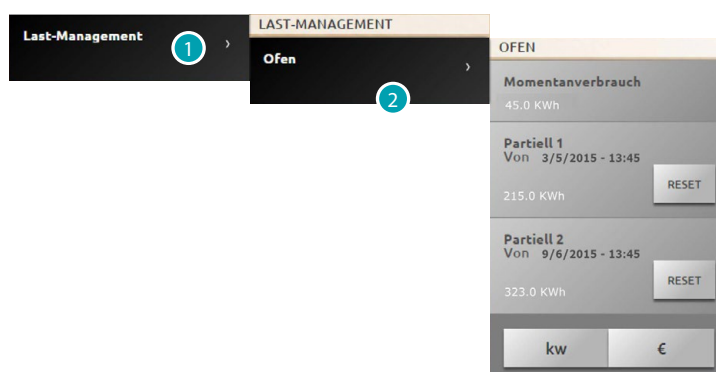 Last-Management
1
LAST-MANAGEMENT
Ofen
2
OFEN
Momentanverbrauch
45.0 KWh
Partiell 1
Von 3/5/2015 - 13:45
215.0 KWh
RESET
Partiell 2
Von 9/6/2015 - 13:45
323.0 KWh
RESET
kw €